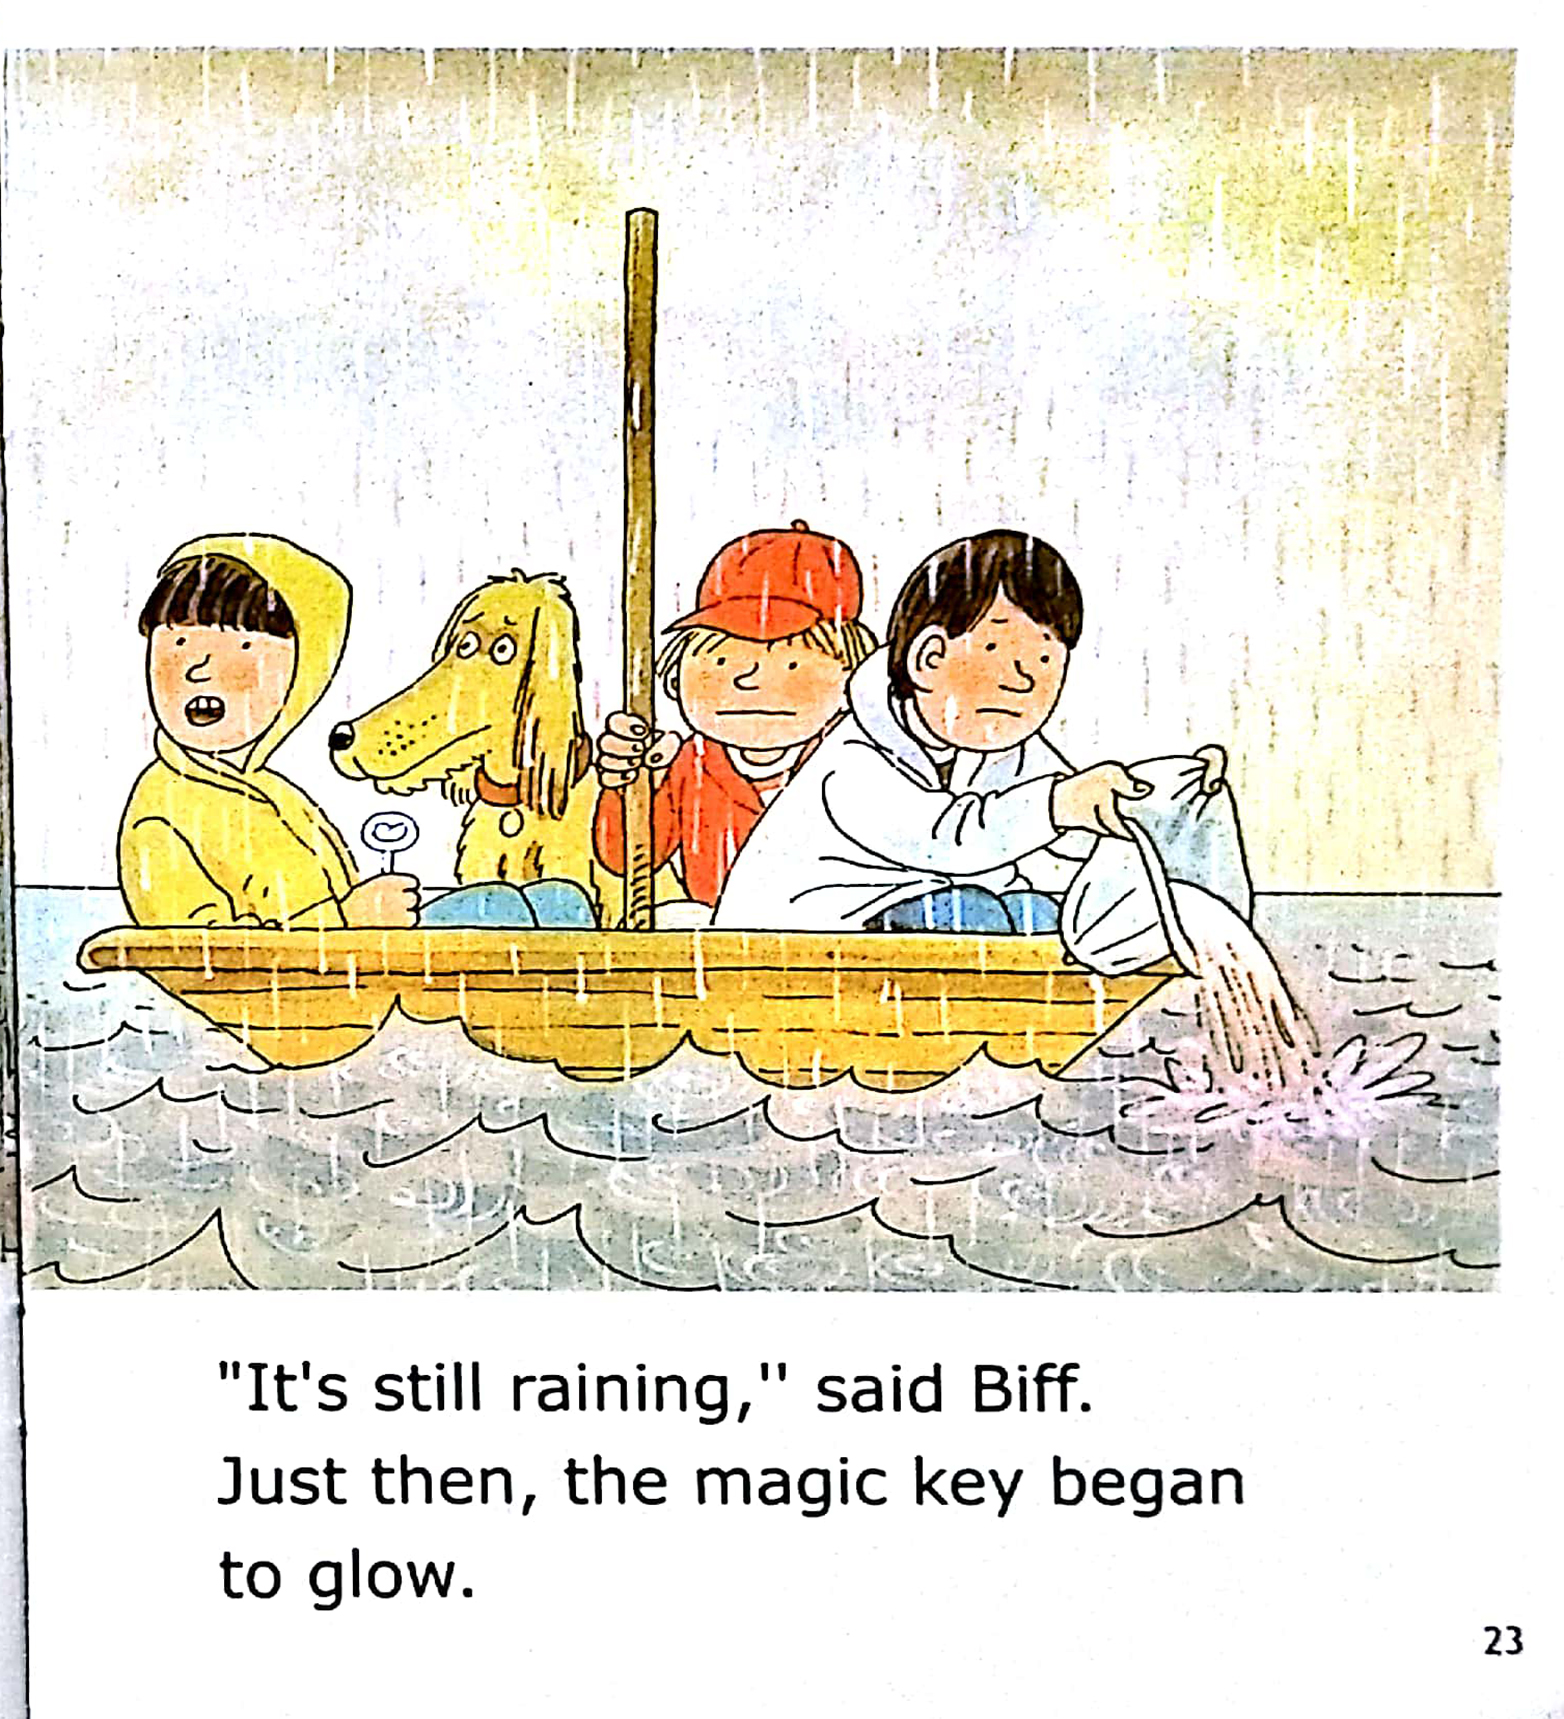 "It's still raining," said Biff.
Just then, the magic key began
to glow.
23